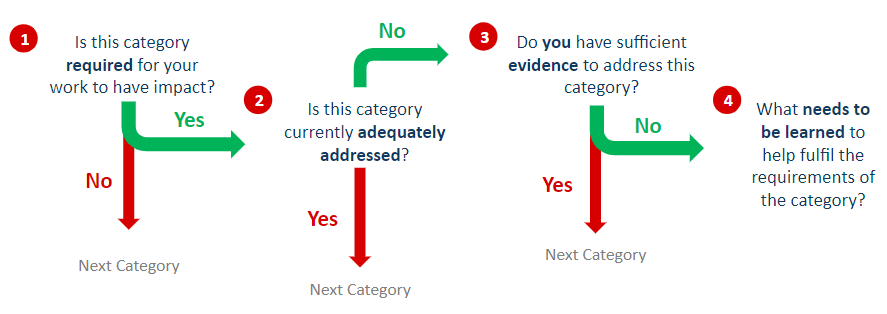 1
Is this category
required for your
work to have impact?
Yes
No
Next Category
2
Is this category
currently adequately
addressed?
No
Yes
Next Category
3
Do you have sufficient
evidence to address this
category?
No
Yes
Next Category
4
What needs to
be learned to
help fulfil the
requirements of
the category?